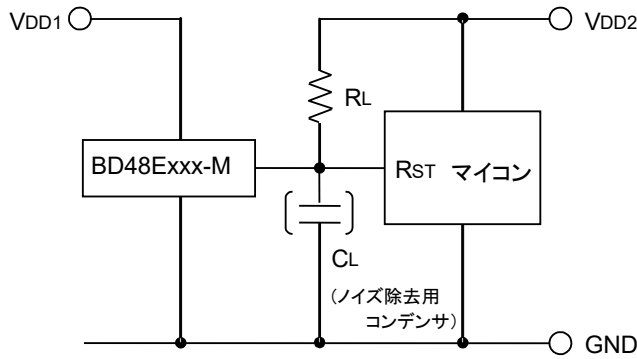 VDD1
VDD2
RL
BD48Exxx-M
RST マイコン
CL
(ノイズ除去用
コンデンサ)
GND